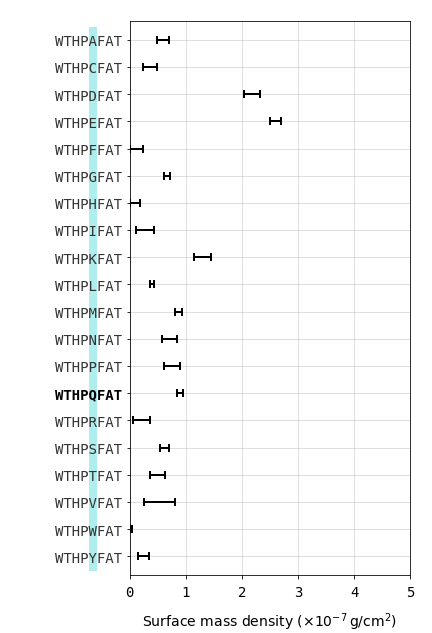 WTHPAFAT
WTHPCFAT
WTHPDFAT
WTHPEFAT
WTHPFFAT
WTHPGFAT
WTHPHFAT
WTHPIFAT
WTHPKFAT
WTHPLFAT
WTHPMFAT
WTHPNFAT
WTHPPFAT
WTHPQFAT
WTHPRFAT
WTHPSFAT
WTHPTFAT
WTHPVFAT
WTHPWFAT
WTHPYFAT
0 1 2 3 4 5
Surface mass density (×10⁻⁷ g/cm²)